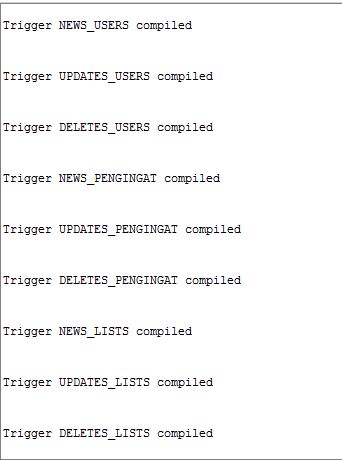 Trigger NEWS_USERS compiled
Trigger UPDATES_USERS compiled
Trigger DELETES_USERS compiled
Trigger NEWS_PENGINGAT compiled
Trigger UPDATES_PENGINGAT compiled
Trigger DELETES_PENGINGAT compiled
Trigger NEWS_LISTS compiled
Trigger UPDATES_LISTS compiled
Trigger DELETES_LISTS compiled